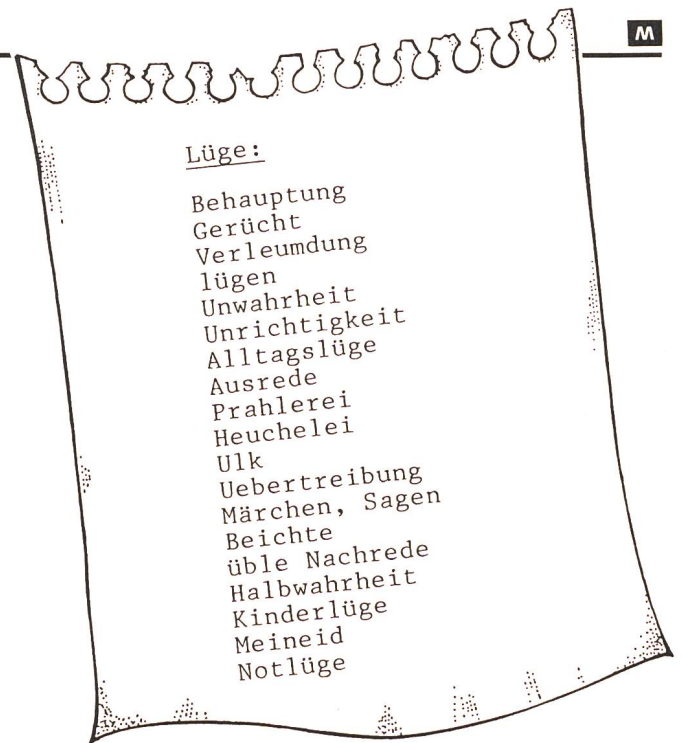 M
Lüge:
Behauptung
Gerücht
Verleumdung
lügen
Unwahrheit
Unrichtigkeit
Alltagslüge
Ausrede
Prahlerei
Heuchelei
Ulk
Uebertreibung
Märchen, Sagen
Beichte
üble Nachrede
Halbwahrheit
Kinderlüge
Meineid
Notlüge